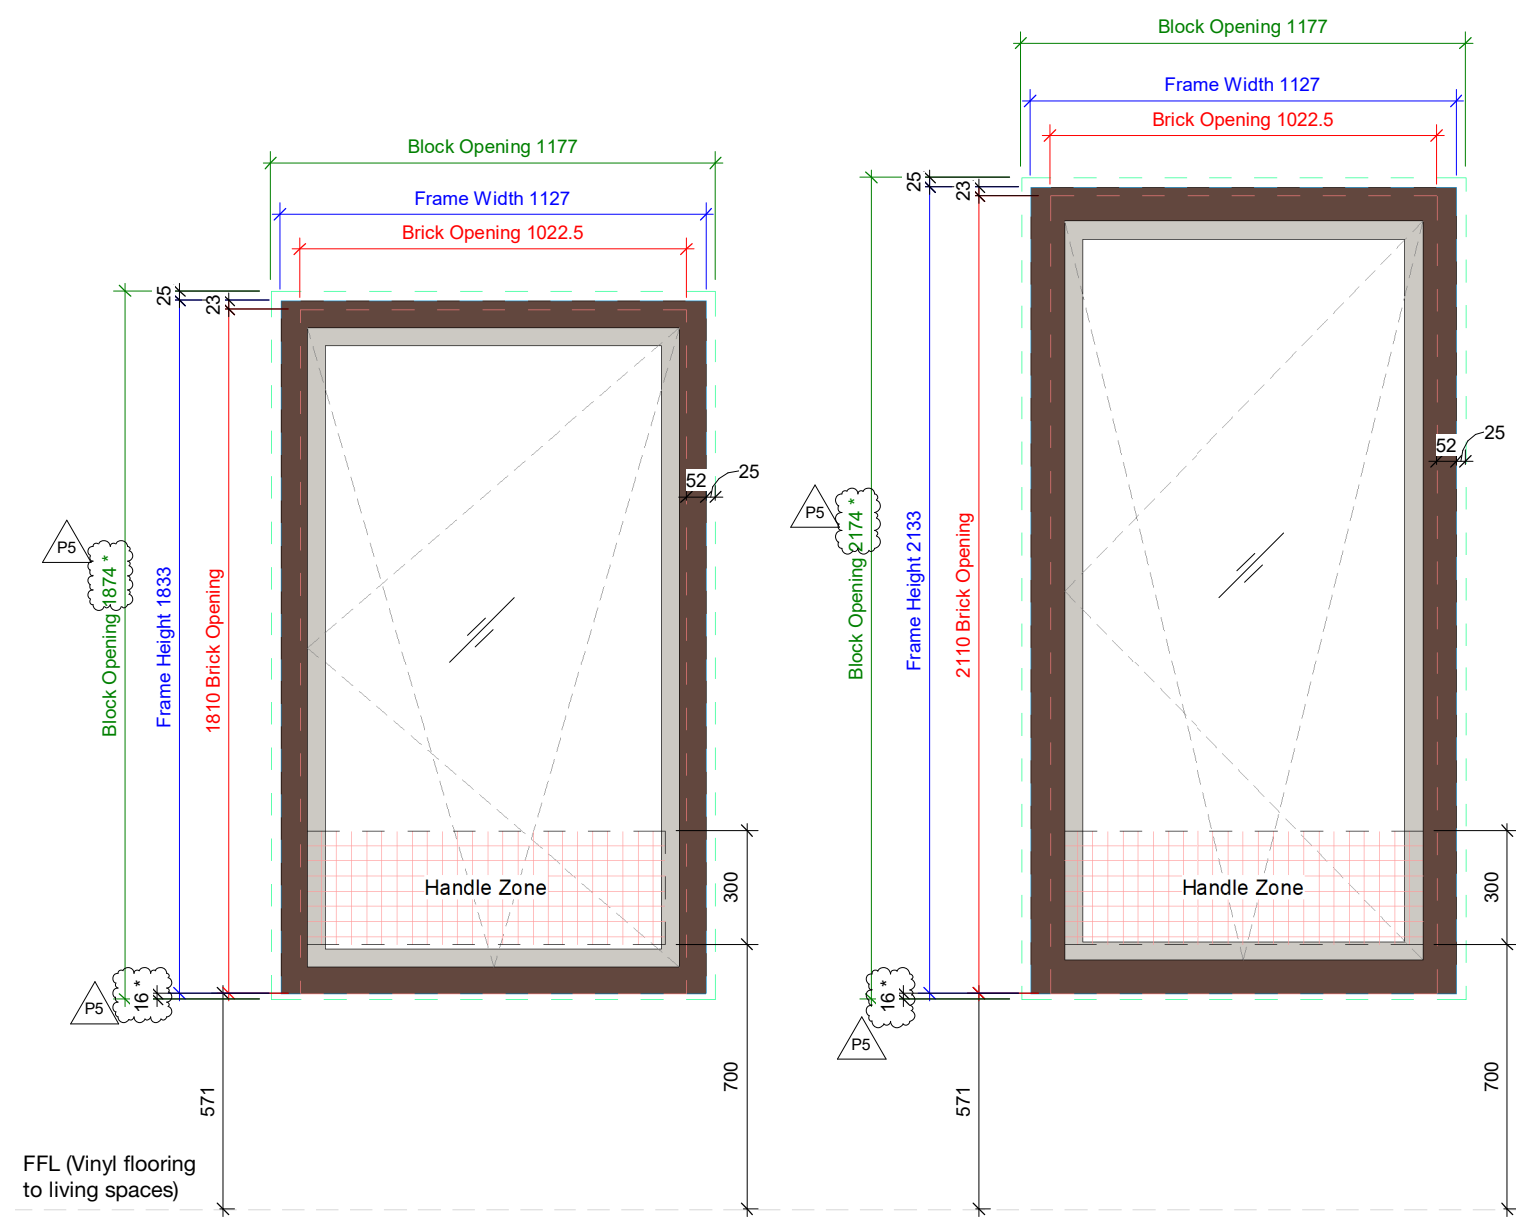 Block Opening 1177
Frame Width 1127
Brick Opening 1022.5
25
23
Block Opening 1874 *
Frame Height 1833
1810 Brick Opening
P5
52
25
Handle Zone
300
P5
16 *
571
700
FFL (Vinyl flooring
to living spaces)
Block Opening 1177
Frame Width 1127
Brick Opening 1022.5
25
23
Block Opening 2174 *
Frame Height 2133
2110 Brick Opening
P5
52
25
Handle Zone
300
16 *
P5
571
700